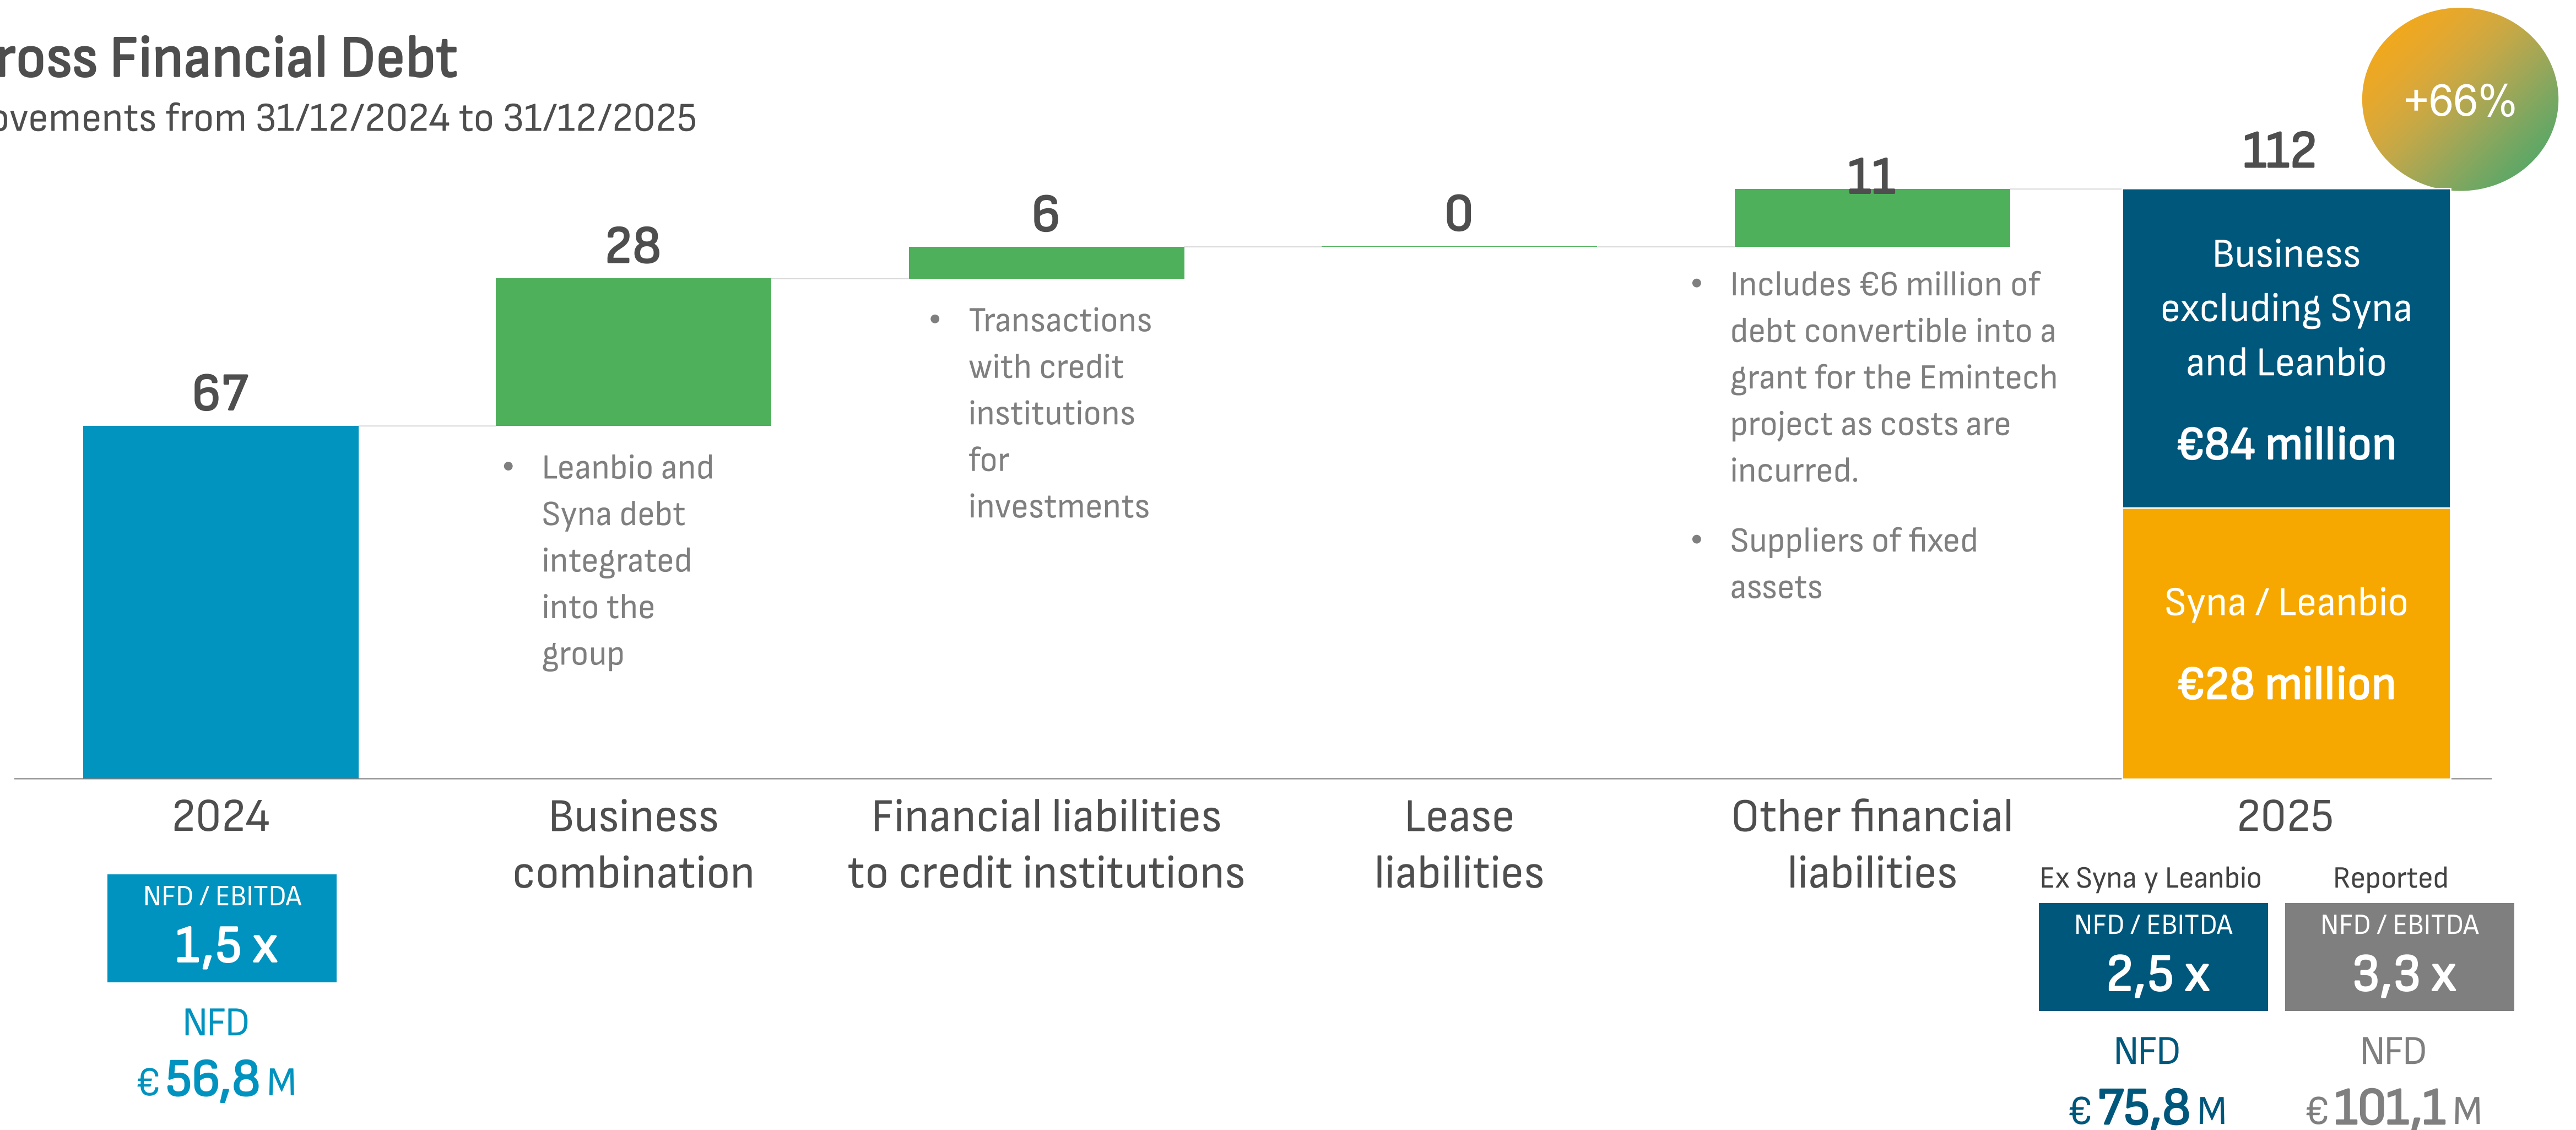 ross Financial Debt
ovements from 31/12/2024 to 31/12/2025
+66%
67
28
6
0
11
112
• Leanbio and
Syna debt
integrated
into the
group
• Transactions
with credit
institutions
for
investments
• Includes €6 million of
debt convertible into a
grant for the Emintech
project as costs are
incurred.
• Suppliers of fixed
assets
Business
excluding Syna
and Leanbio
€84 million
Syna / Leanbio
€28 million
2024
Business
combination
Financial liabilities
to credit institutions
Lease
liabilities
Other financial
liabilities
2025
NFD / EBITDA
1,5 x
NFD
€ 56,8 M
Ex Syna y Leanbio
NFD / EBITDA
2,5 x
NFD
€ 75,8 M
Reported
NFD / EBITDA
3,3 x
NFD
€ 101,1 M